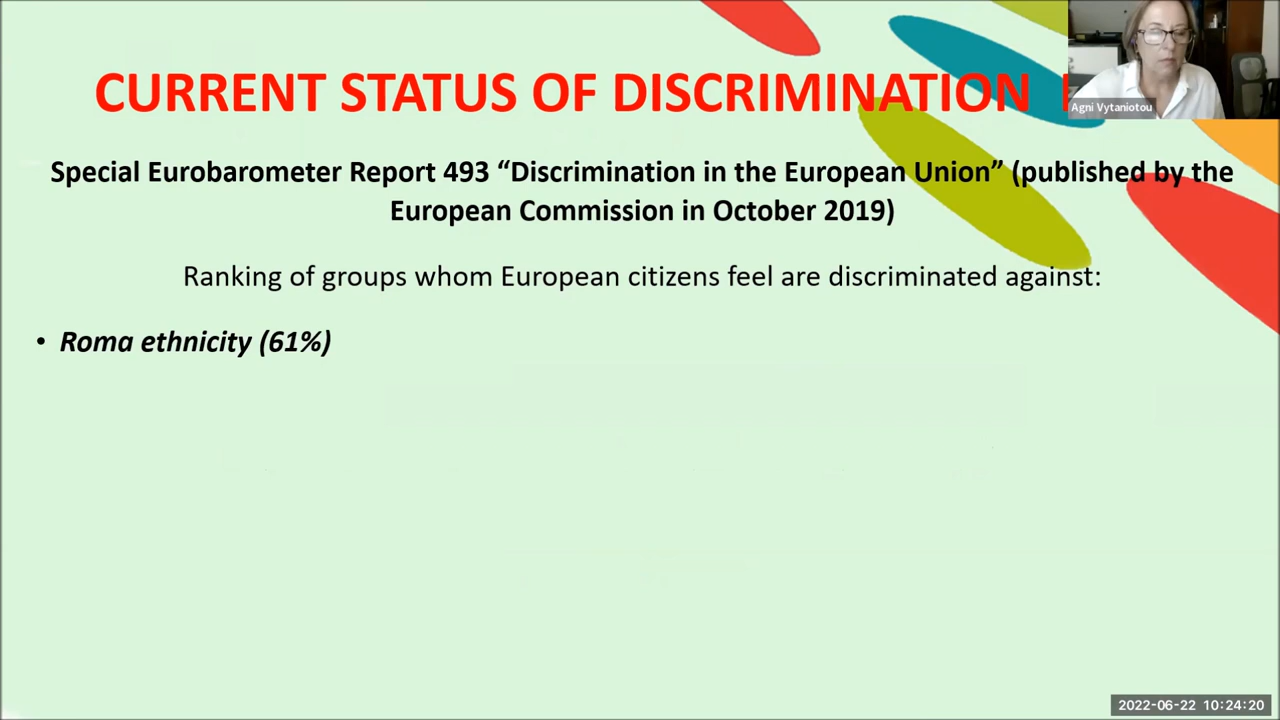 CURRENT STATUS OF DISCRIMINATION
Agni Vytaniotou
Special Eurobarometer Report 493 “Discrimination in the European Union” (published by the
European Commission in October 2019)
Ranking of groups whom European citizens feel are discriminated against:
• Roma ethnicity (61%)
2022-06-22 10:24:20